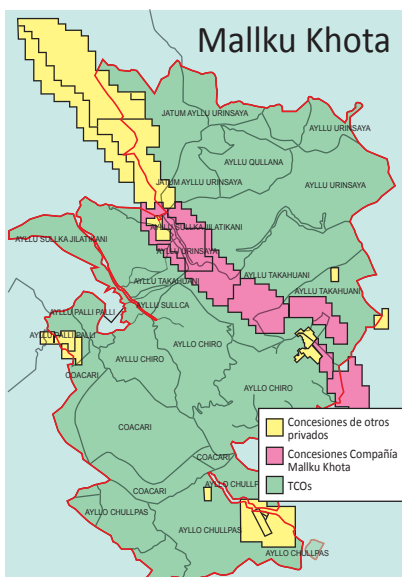 Mallku Khota
JATUM AYLLU URINSAYA
AYLLU URINSAYA
AYLLU QULLANA
JATUM AYLLU URINSAYA
AYLLU URINSAYA
AYLLU SULLKA JILATIKANI
AYLLU SULLKA JILATIKANI
AYLLU URINSAYA
AYLLU TAKAHUANI
AYLLU TAKAHUANI
AYLLU TAKAHUANI
AYLLU SULLCA
AYLLU PALLI PALLI
AYLLU PALLI PALLI
AYLLO CHIRO
AYLLU CHIRO
COACARI
AYLLO CHIRO
COACARI
COACARI
COACARI
AYLLO CHULLPAS
AYLLO CHULLPAS
AYLLO CHULLPAS
Concesiones de otros
privados
Concesiones Compañía
Mallku Khota
TCOs